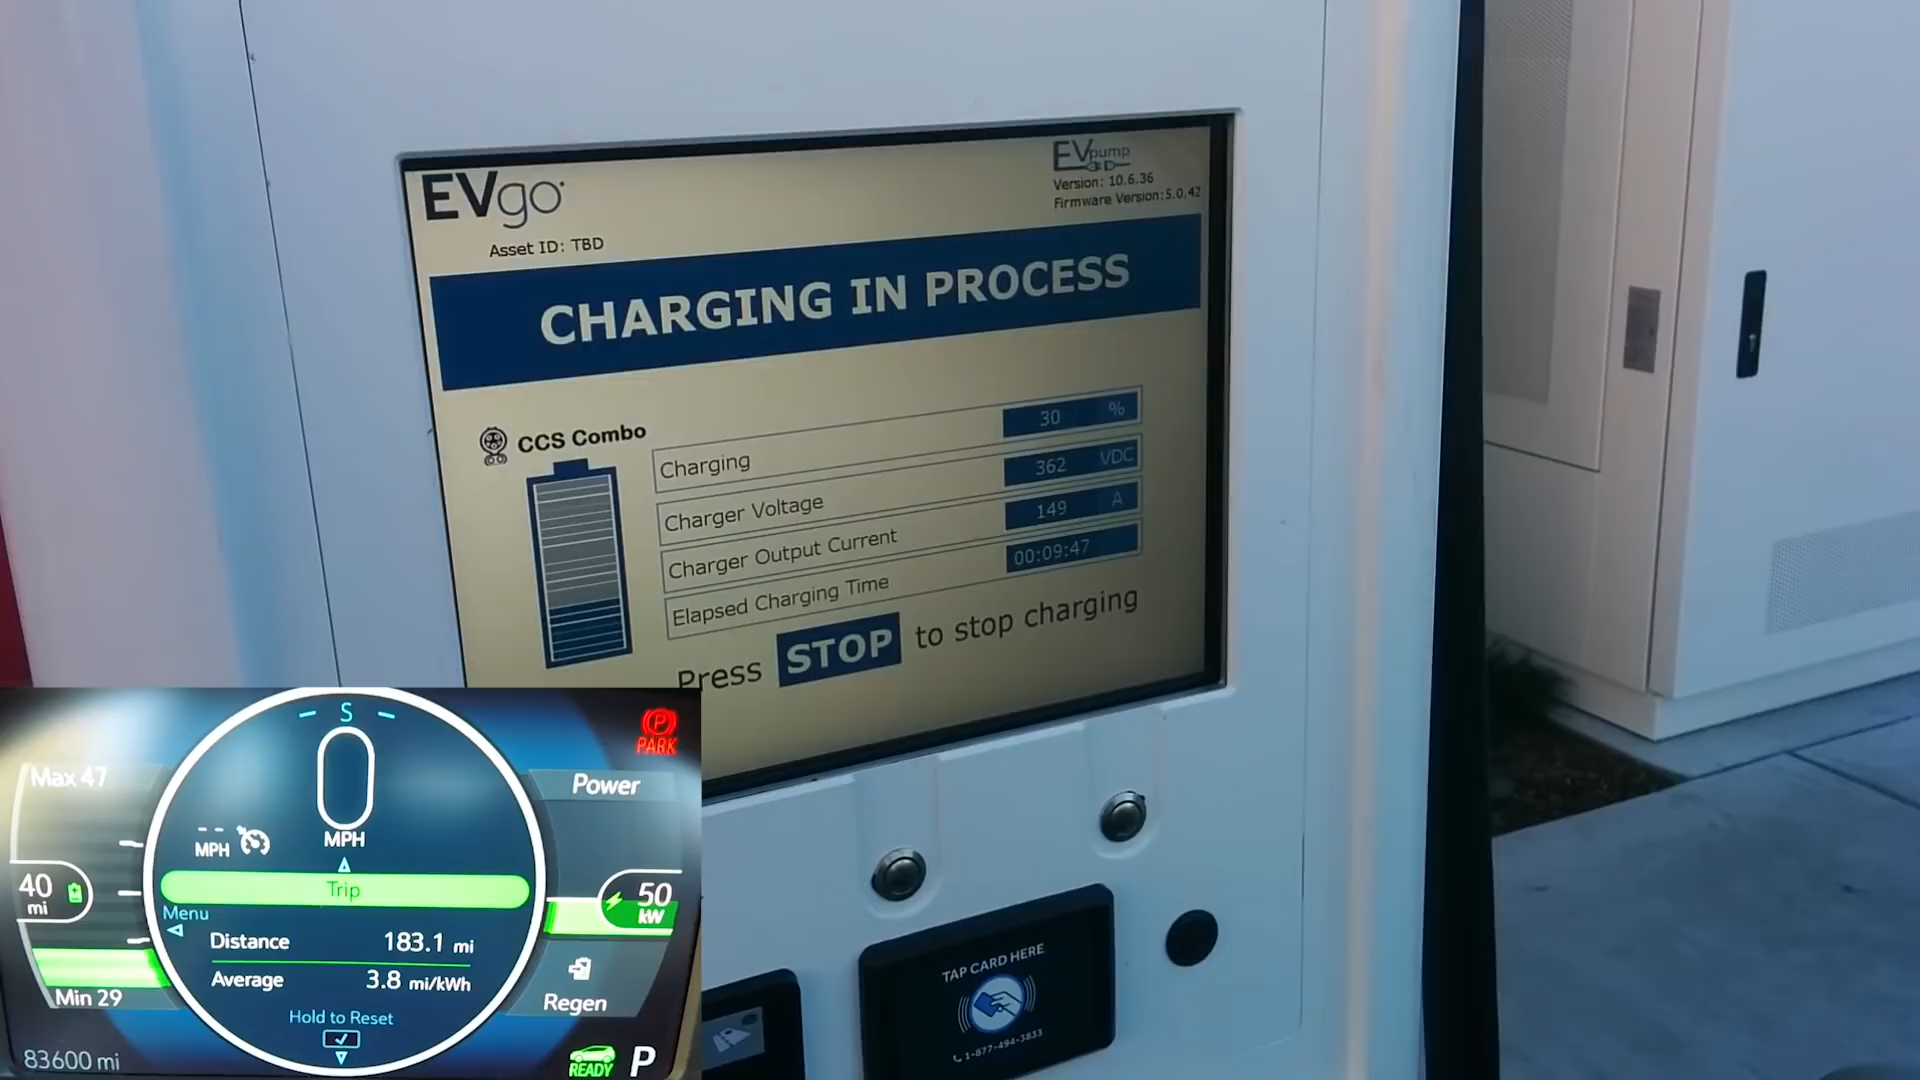 EVgo
EVpump
Version: 10.6.36
Firmware Version:5.0.42
Asset ID: TBD
CHARGING IN PROCESS
CCS Combo
Charging 30 %
Charger Voltage 362 VDC
Charger Output Current 149 A
Elapsed Charging Time 00:09:47
Press STOP to stop charging
TAP CARD HERE
1-877-494-3833
S
PARK
Max 47
Power
0
MPH
-- MPH
Trip
40 mi
50 kW
Menu
Distance 183.1 mi
Average 3.8 mi/kWh
Min 29
Regen
Hold to Reset
83600 mi
READY
P